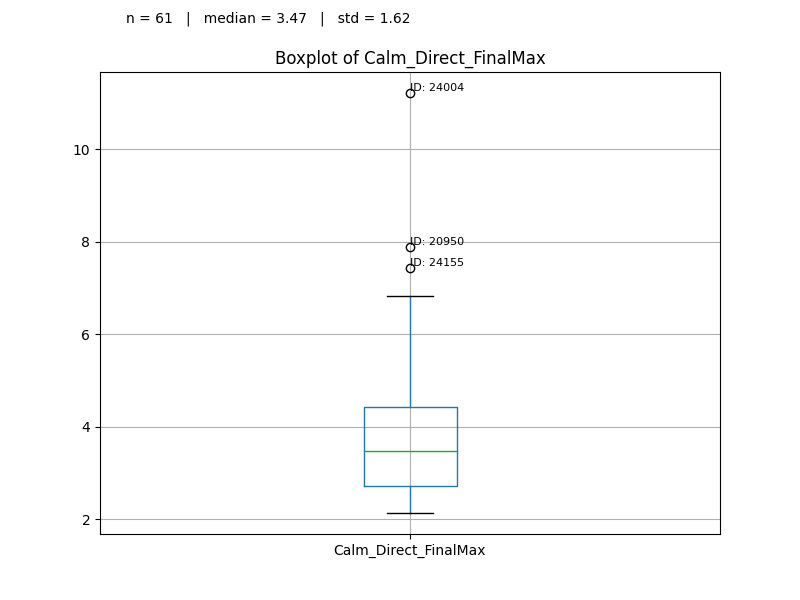 n = 61   |   median = 3.47   |   std = 1.62
Boxplot of Calm_Direct_FinalMax
ID: 24004
10
8
ID: 20950
ID: 24155
6
4
2
Calm_Direct_FinalMax